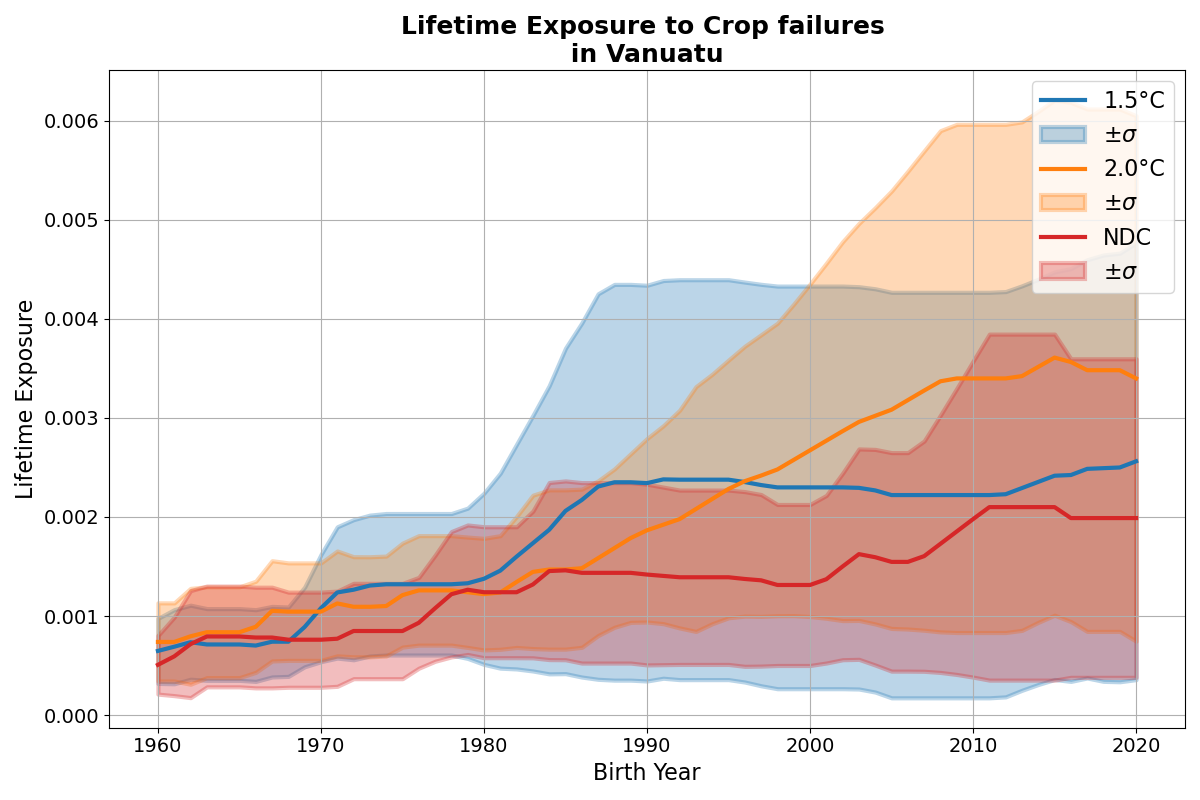 Lifetime Exposure to Crop failures
in Vanuatu
Lifetime Exposure
0.006
0.005
0.004
0.003
0.002
0.001
0.000
1960
1970
1980
1990
2000
2010
2020
Birth Year
1.5°C
±σ
2.0°C
±σ
NDC
±σ